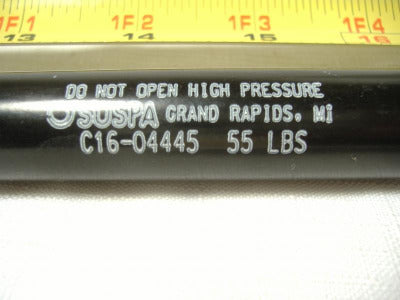 1F1 1F2 1F3 1F4
13 14 15 16
DO NOT OPEN HIGH PRESSURE
SUSPA GRAND RAPIDS. Mi
C16-04445 55 LBS